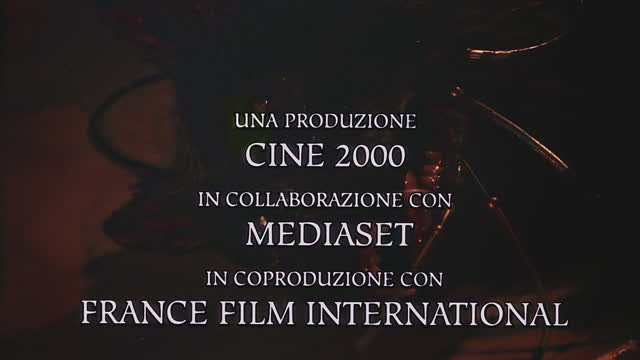 UNA PRODUZIONE
CINE 2000
IN COLLABORAZIONE CON
MEDIASET
IN COPRODUZIONE CON
FRANCE FILM INTERNATIONAL